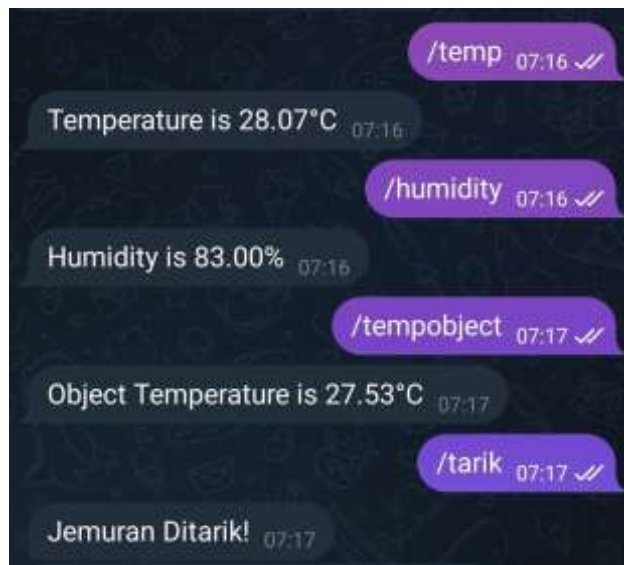 /temp 07:16
Temperature is 28.07°C 07:16
/humidity 07:16
Humidity is 83.00% 07:16
/tempobject 07:17
Object Temperature is 27.53°C 07:17
/tarik 07:17
Jemuran Ditarik! 07:17